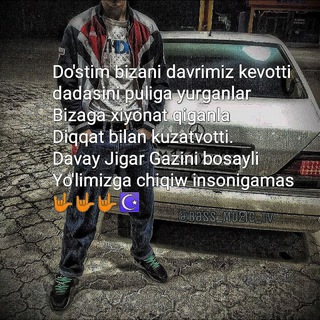 Do'stim bizani davrimiz kevotti
dadasini puliga yurganlar
Bizaga xiyonat qiganla
Diqqat bilan kuzatvotti.
Davay Jigar Gazini bosayli
Yo'limizga chiqiw insonigamas
🤟🤟🤟☪
@BASS_MUZIC_TV